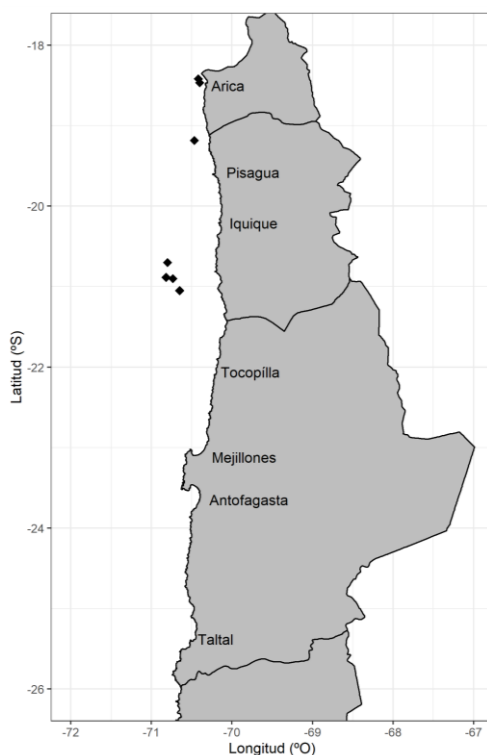 -18
Arica
Pisagua
-20
Iquique
-22
Tocopílla
Mejillones
Antofagasta
-24
Taltal
-26
-72
-71
-70
-69
-68
-67
Longitud (ºO)
Latitud (ºS)